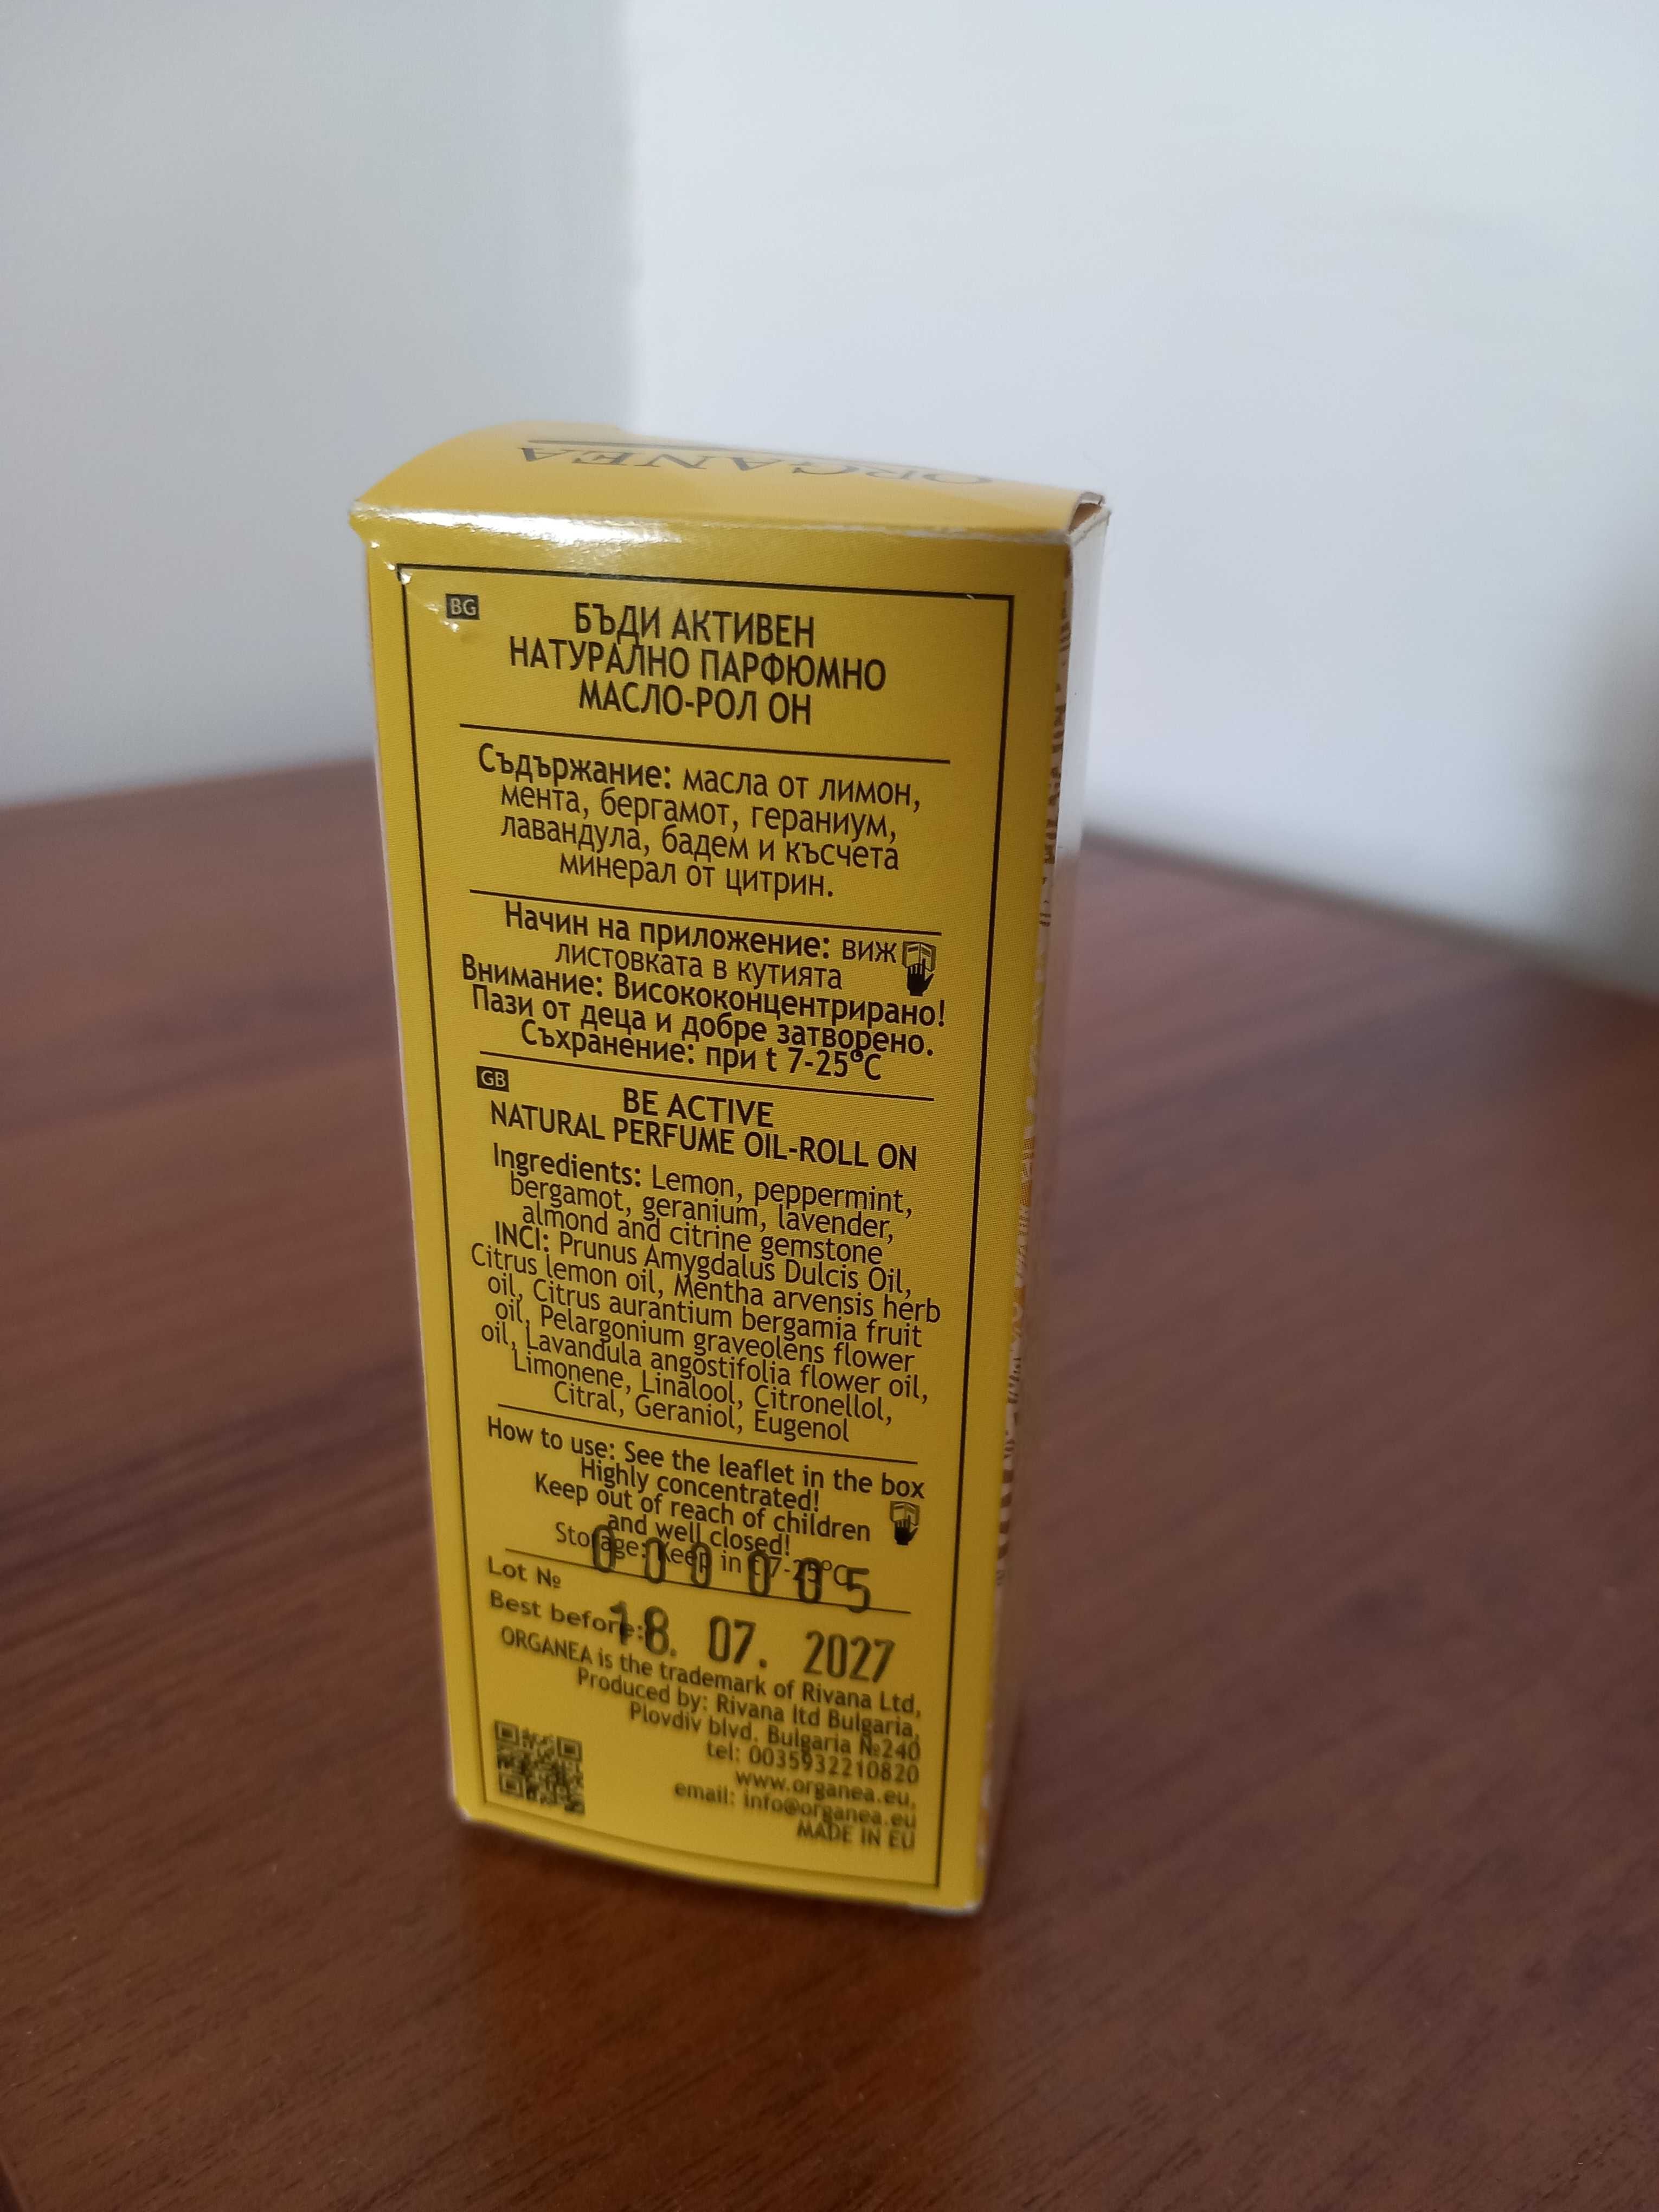 ORGANEA
BG
БЪДИ АКТИВЕН
НАТУРАЛНО ПАРФЮМНО
МАСЛО-РОЛ ОН
Съдържание: масла от лимон,
мента, бергамот, гераниум,
лавандула, бадем и късчета
минерал от цитрин.
Начин на приложение: виж
листовката в кутията
Внимание: Висококонцентрирано!
Пази от деца и добре затворено.
Съхранение: при t 7-25°C
GB
BE ACTIVE
NATURAL PERFUME OIL-ROLL ON
Ingredients: Lemon, peppermint,
bergamot, geranium, lavender,
almond and citrine gemstone
INCI: Prunus Amygdalus Dulcis Oil,
Citrus lemon oil, Mentha arvensis herb
oil, Citrus aurantium bergamia fruit
oil, Pelargonium graveolens flower
oil, Lavandula angostifolia flower oil,
Limonene, Linalool, Citronellol,
Citral, Geraniol, Eugenol
How to use: See the leaflet in the box
Highly concentrated!
Keep out of reach of children
and well closed!
Storage: Keep in t 7-25°C
Lot № 000005
Best before: 18. 07. 2027
ORGANEA is the trademark of Rivana Ltd,
Produced by: Rivana ltd Bulgaria,
Plovdiv blvd. Bulgaria №240
tel: 0035932210820
www.organea.eu,
email: info@organea.eu
MADE IN EU